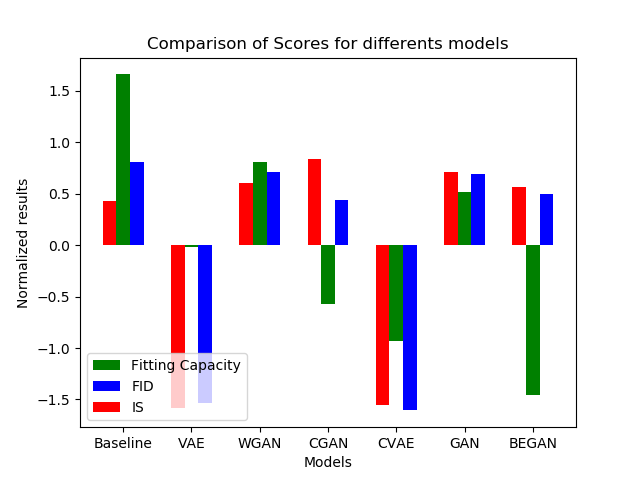 Comparison of Scores for differents models
Normalized results
1.5
1.0
0.5
0.0
−0.5
−1.0
−1.5
Fitting Capacity
FID
IS
Baseline VAE WGAN CGAN CVAE GAN BEGAN
Models